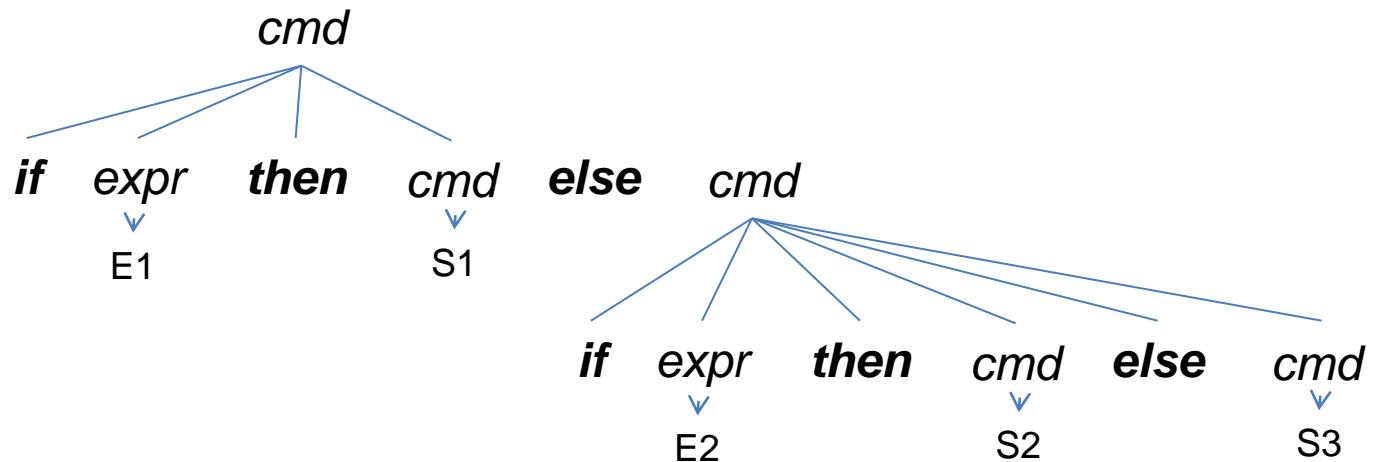 cmd
if expr then cmd else cmd
E1 S1
if expr then cmd else cmd
E2 S2 S3